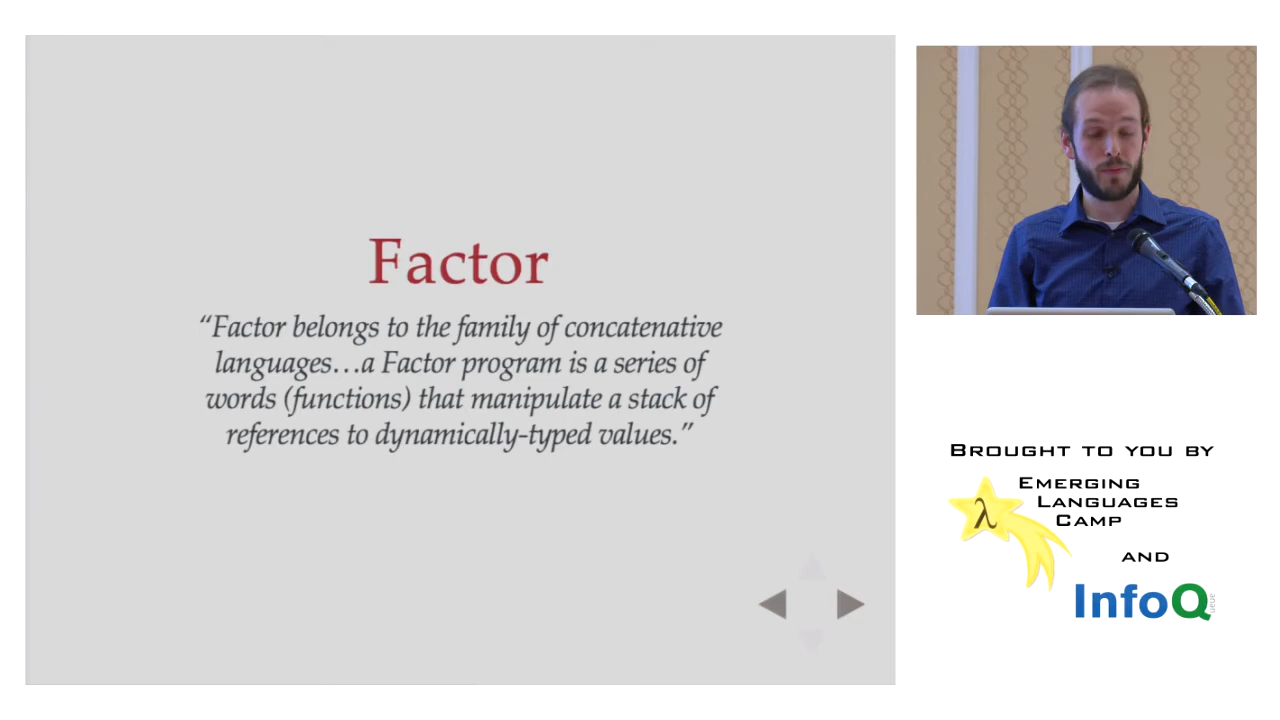 Factor
“Factor belongs to the family of concatenative
languages…a Factor program is a series of
words (functions) that manipulate a stack of
references to dynamically-typed values.”
BROUGHT TO YOU BY
EMERGING
LANGUAGES
CAMP
λ
AND
InfoQ
ueue